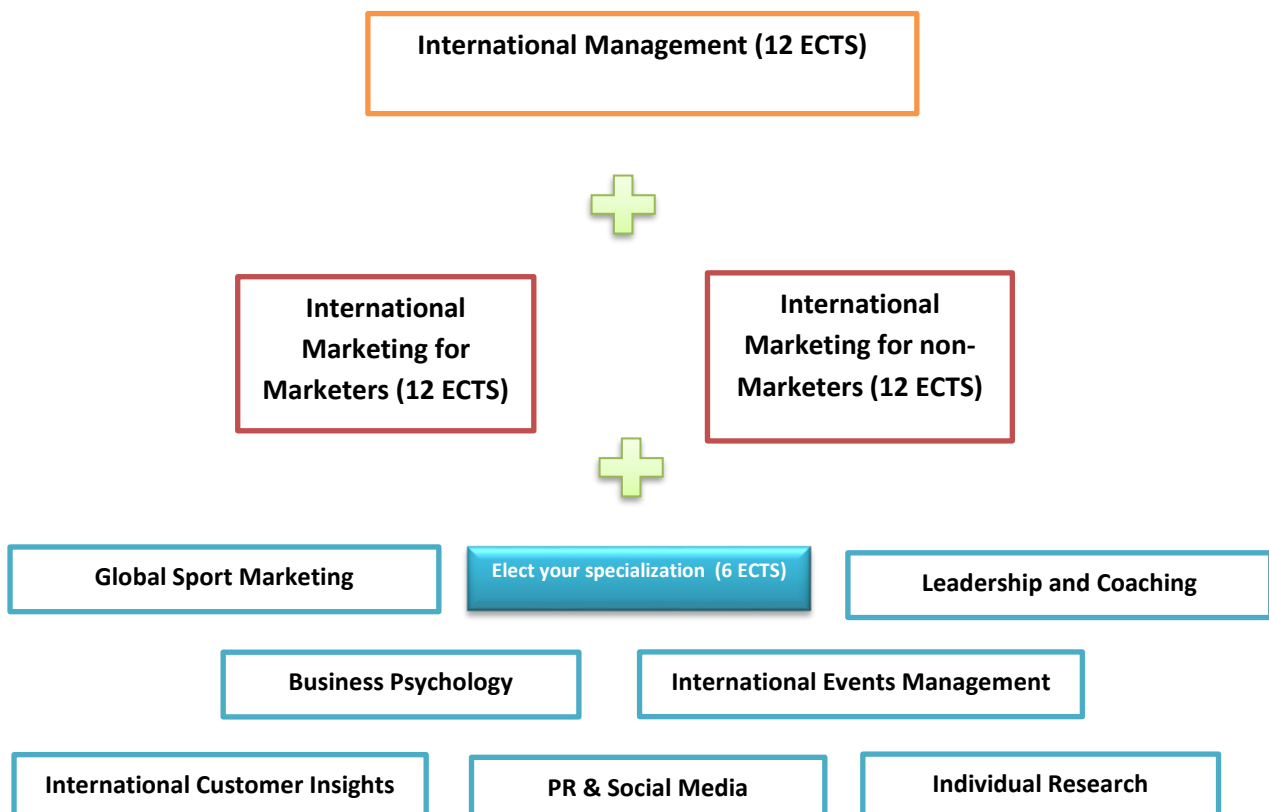 International Management (12 ECTS)
International
Marketing for
Marketers (12 ECTS)
International
Marketing for non-
Marketers (12 ECTS)
Global Sport Marketing
Elect your specialization (6 ECTS)
Leadership and Coaching
Business Psychology
International Events Management
International Customer Insights
PR & Social Media
Individual Research